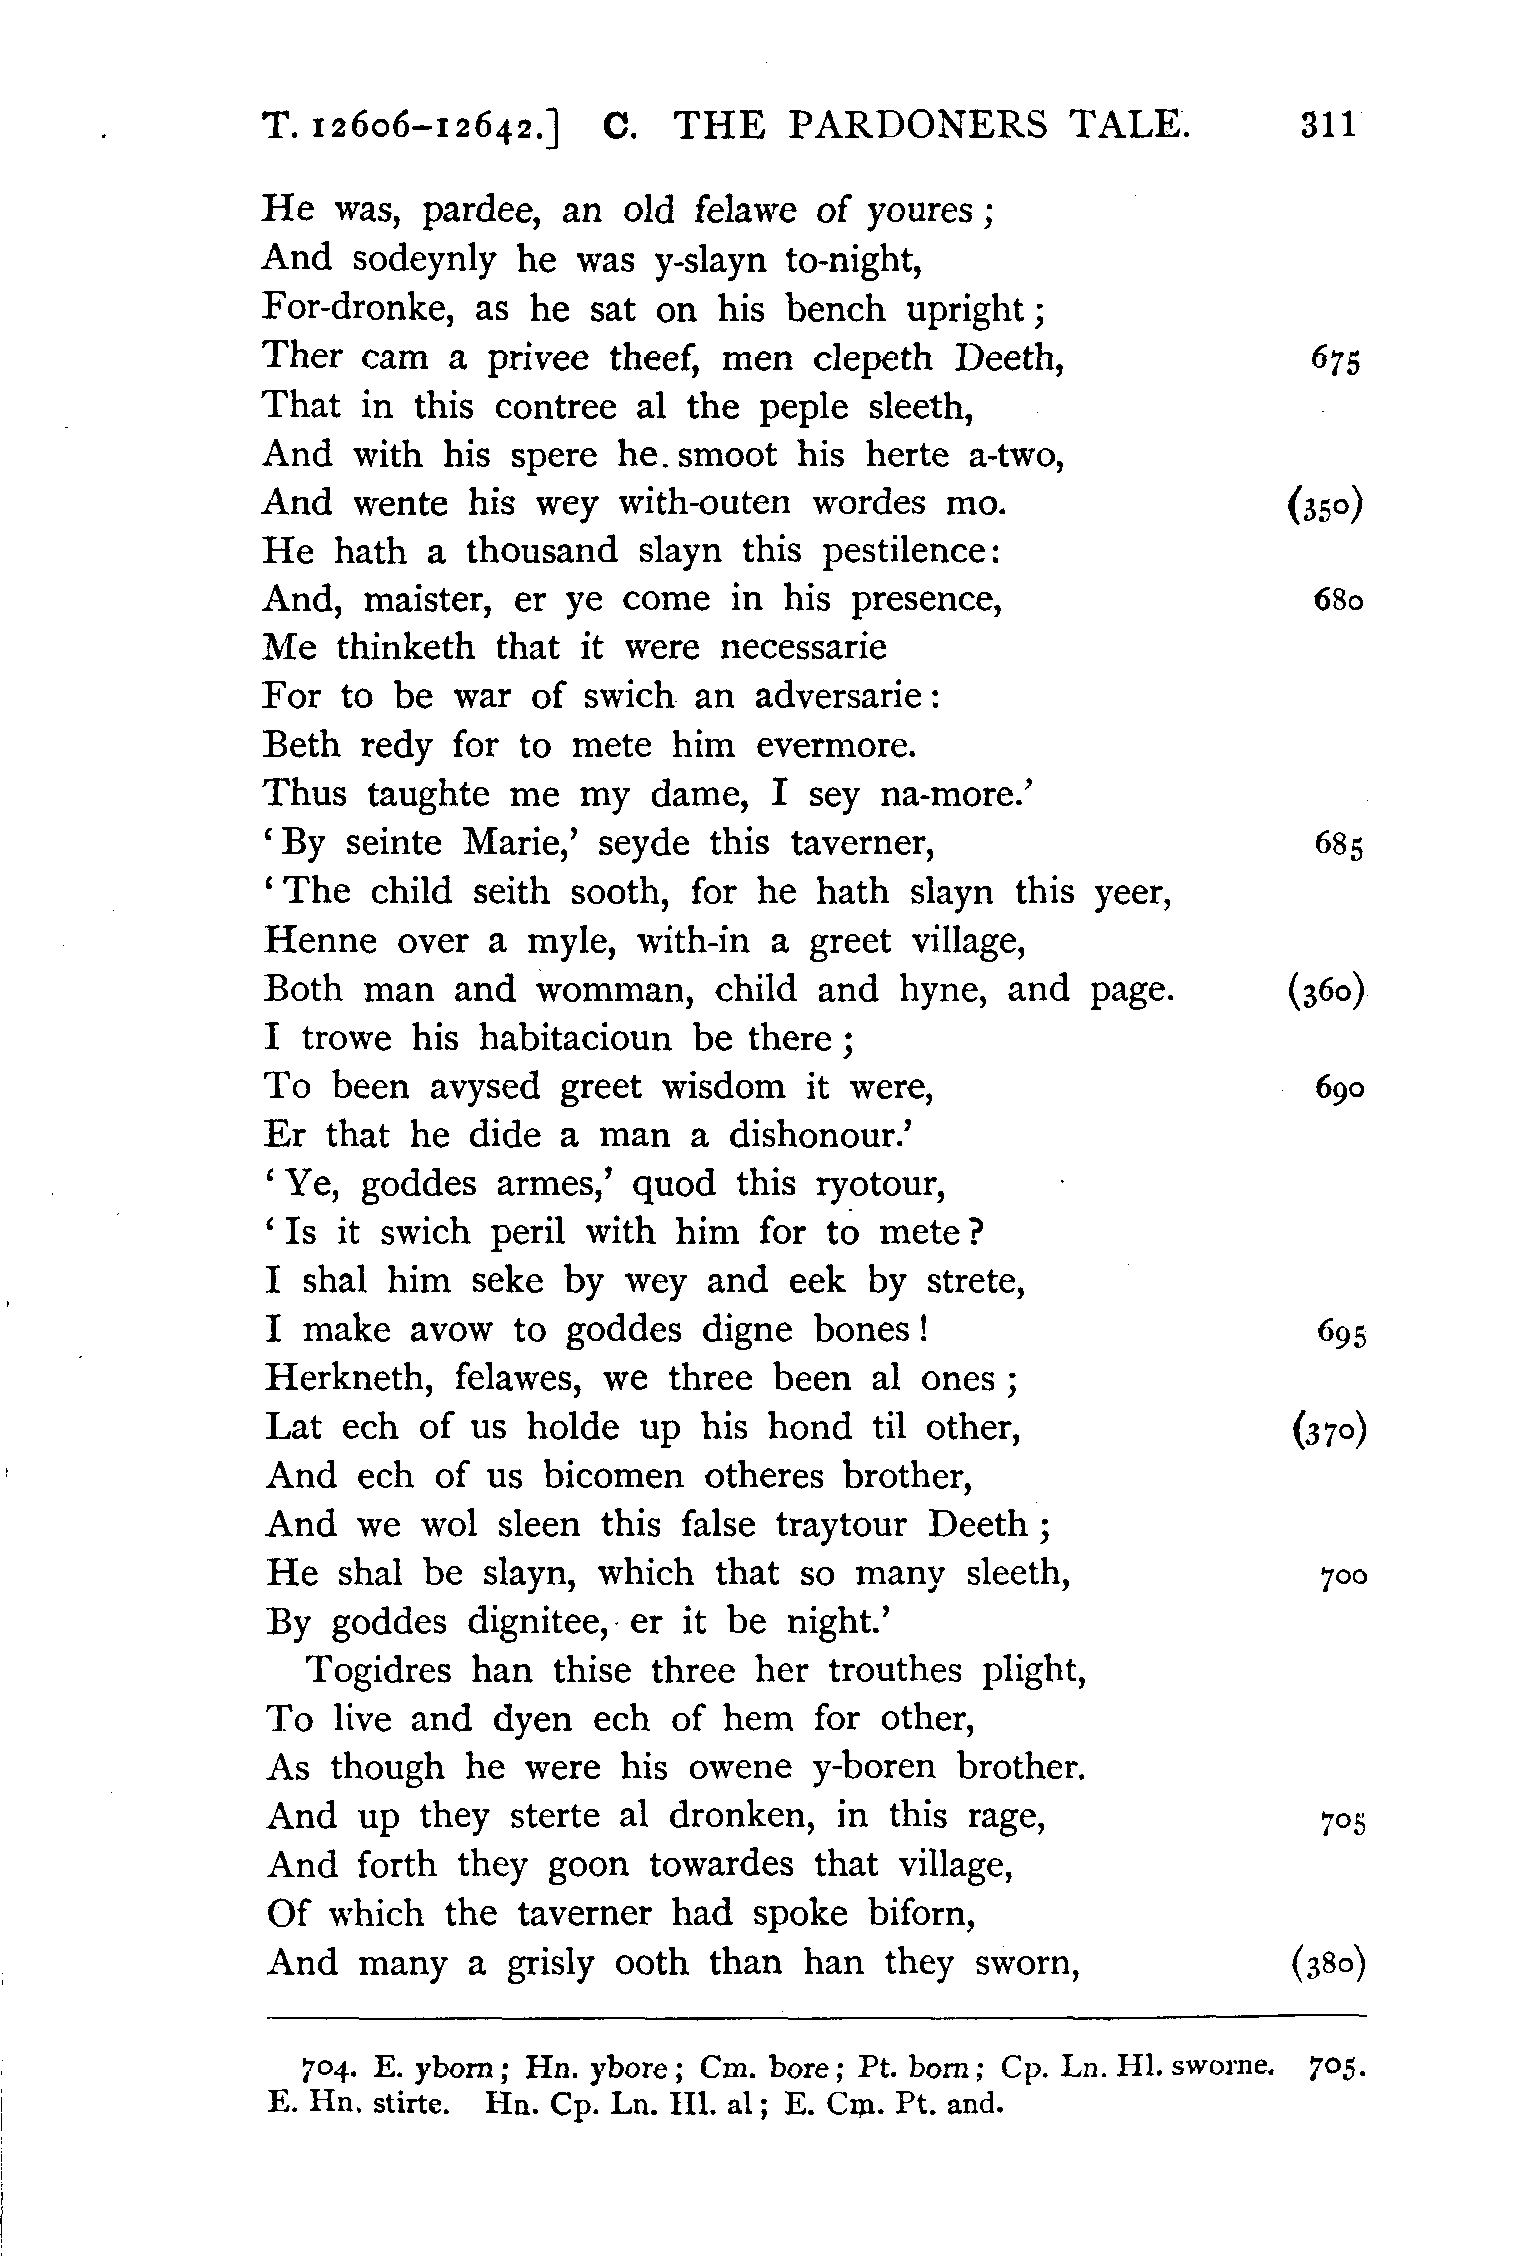 T. 12606–12642.] C. THE PARDONERS TALE. 311
He was, pardee, an old felawe of youres;
And sodeynly he was y-slayn to-night,
For-dronke, as he sat on his bench upright;
Ther cam a privee theef, men clepeth Deeth, 675
That in this contree al the peple sleeth,
And with his spere he smoot his herte a-two,
And wente his wey with-outen wordes mo. (350)
He hath a thousand slayn this pestilence:
And, maister, er ye come in his presence, 680
Me thinketh that it were necessarie
For to be war of swich an adversarie:
Beth redy for to mete him evermore.
Thus taughte me my dame, I sey na-more.’
‘By seinte Marie,’ seyde this taverner, 685
‘The child seith sooth, for he hath slayn this yeer,
Henne over a myle, with-in a greet village,
Both man and womman, child and hyne, and page. (360)
I trowe his habitacioun be there;
To been avysed greet wisdom it were, 690
Er that he dide a man a dishonour.’
‘Ye, goddes armes,’ quod this ryotour,
‘Is it swich peril with him for to mete?
I shal him seke by wey and eek by strete,
I make avow to goddes digne bones! 695
Herkneth, felawes, we three been al ones;
Lat ech of us holde up his hond til other, (370)
And ech of us bicomen otheres brother,
And we wol sleen this false traytour Deeth;
He shal be slayn, which that so many sleeth, 700
By goddes dignitee, er it be night.’
Togidres han thise three her trouthes plight,
To live and dyen ech of hem for other,
As though he were his owene y-boren brother.
And up they sterte al dronken, in this rage, 705
And forth they goon towardes that village,
Of which the taverner had spoke biforn,
And many a grisly ooth than han they sworn, (380)
704. E. yborn; Hn. ybore; Cm. bore; Pt. born; Cp. Ln. Hl. sworne. 705.
E. Hn. stirte. Hn. Cp. Ln. Hl. al; E. Cm. Pt. and.